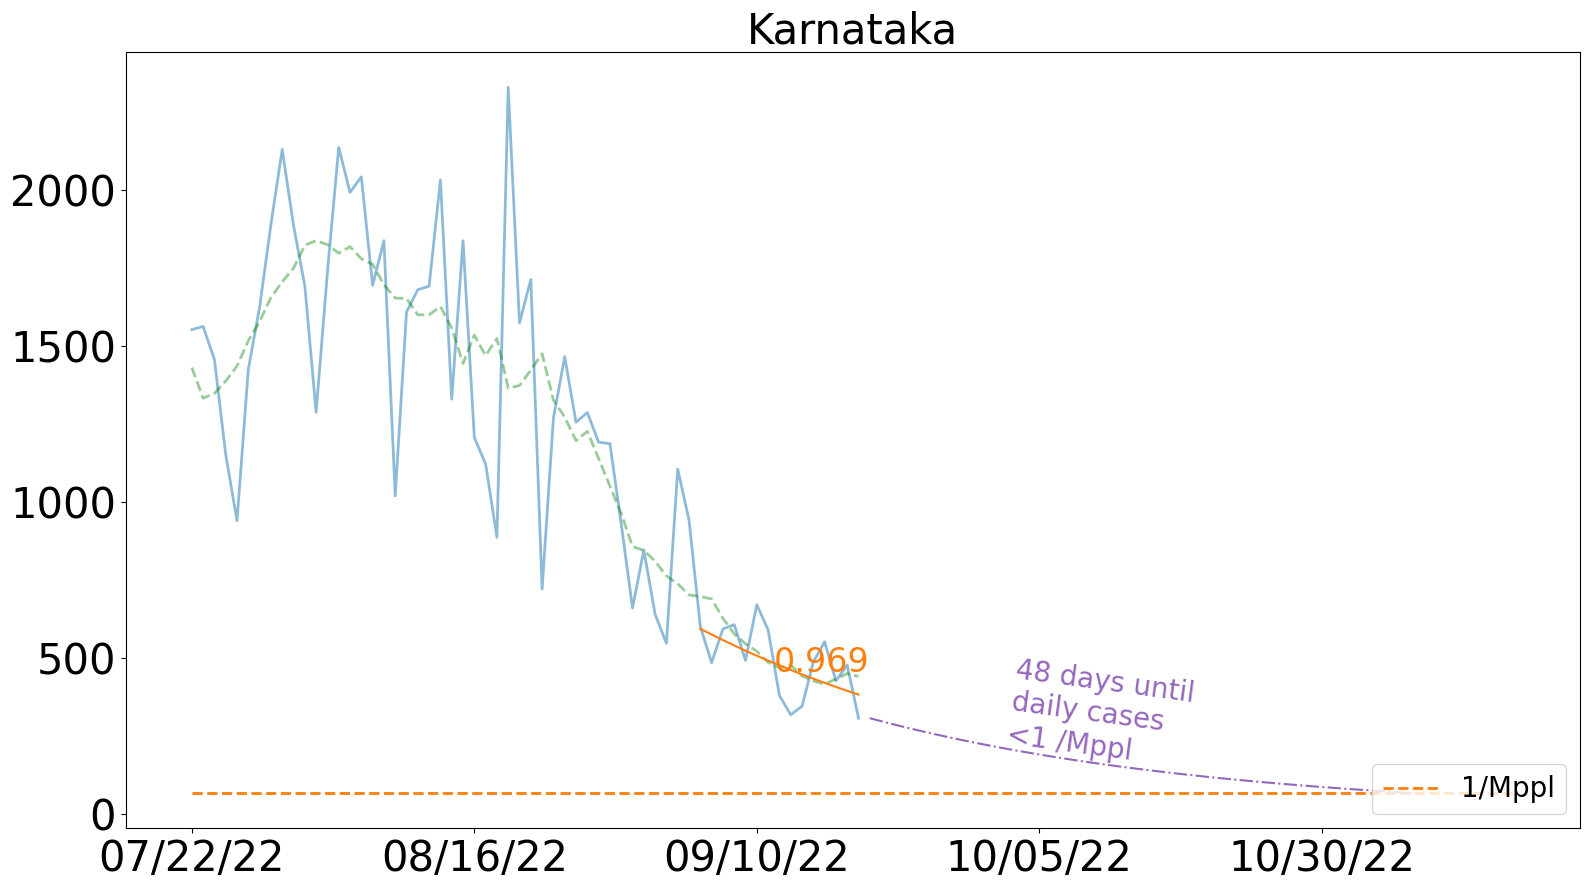 Karnataka
2000
1500
1000
500
0
0.969
48 days until
daily cases
<1 /Mppl
1/Mppl
07/22/22
08/16/22
09/10/22
10/05/22
10/30/22